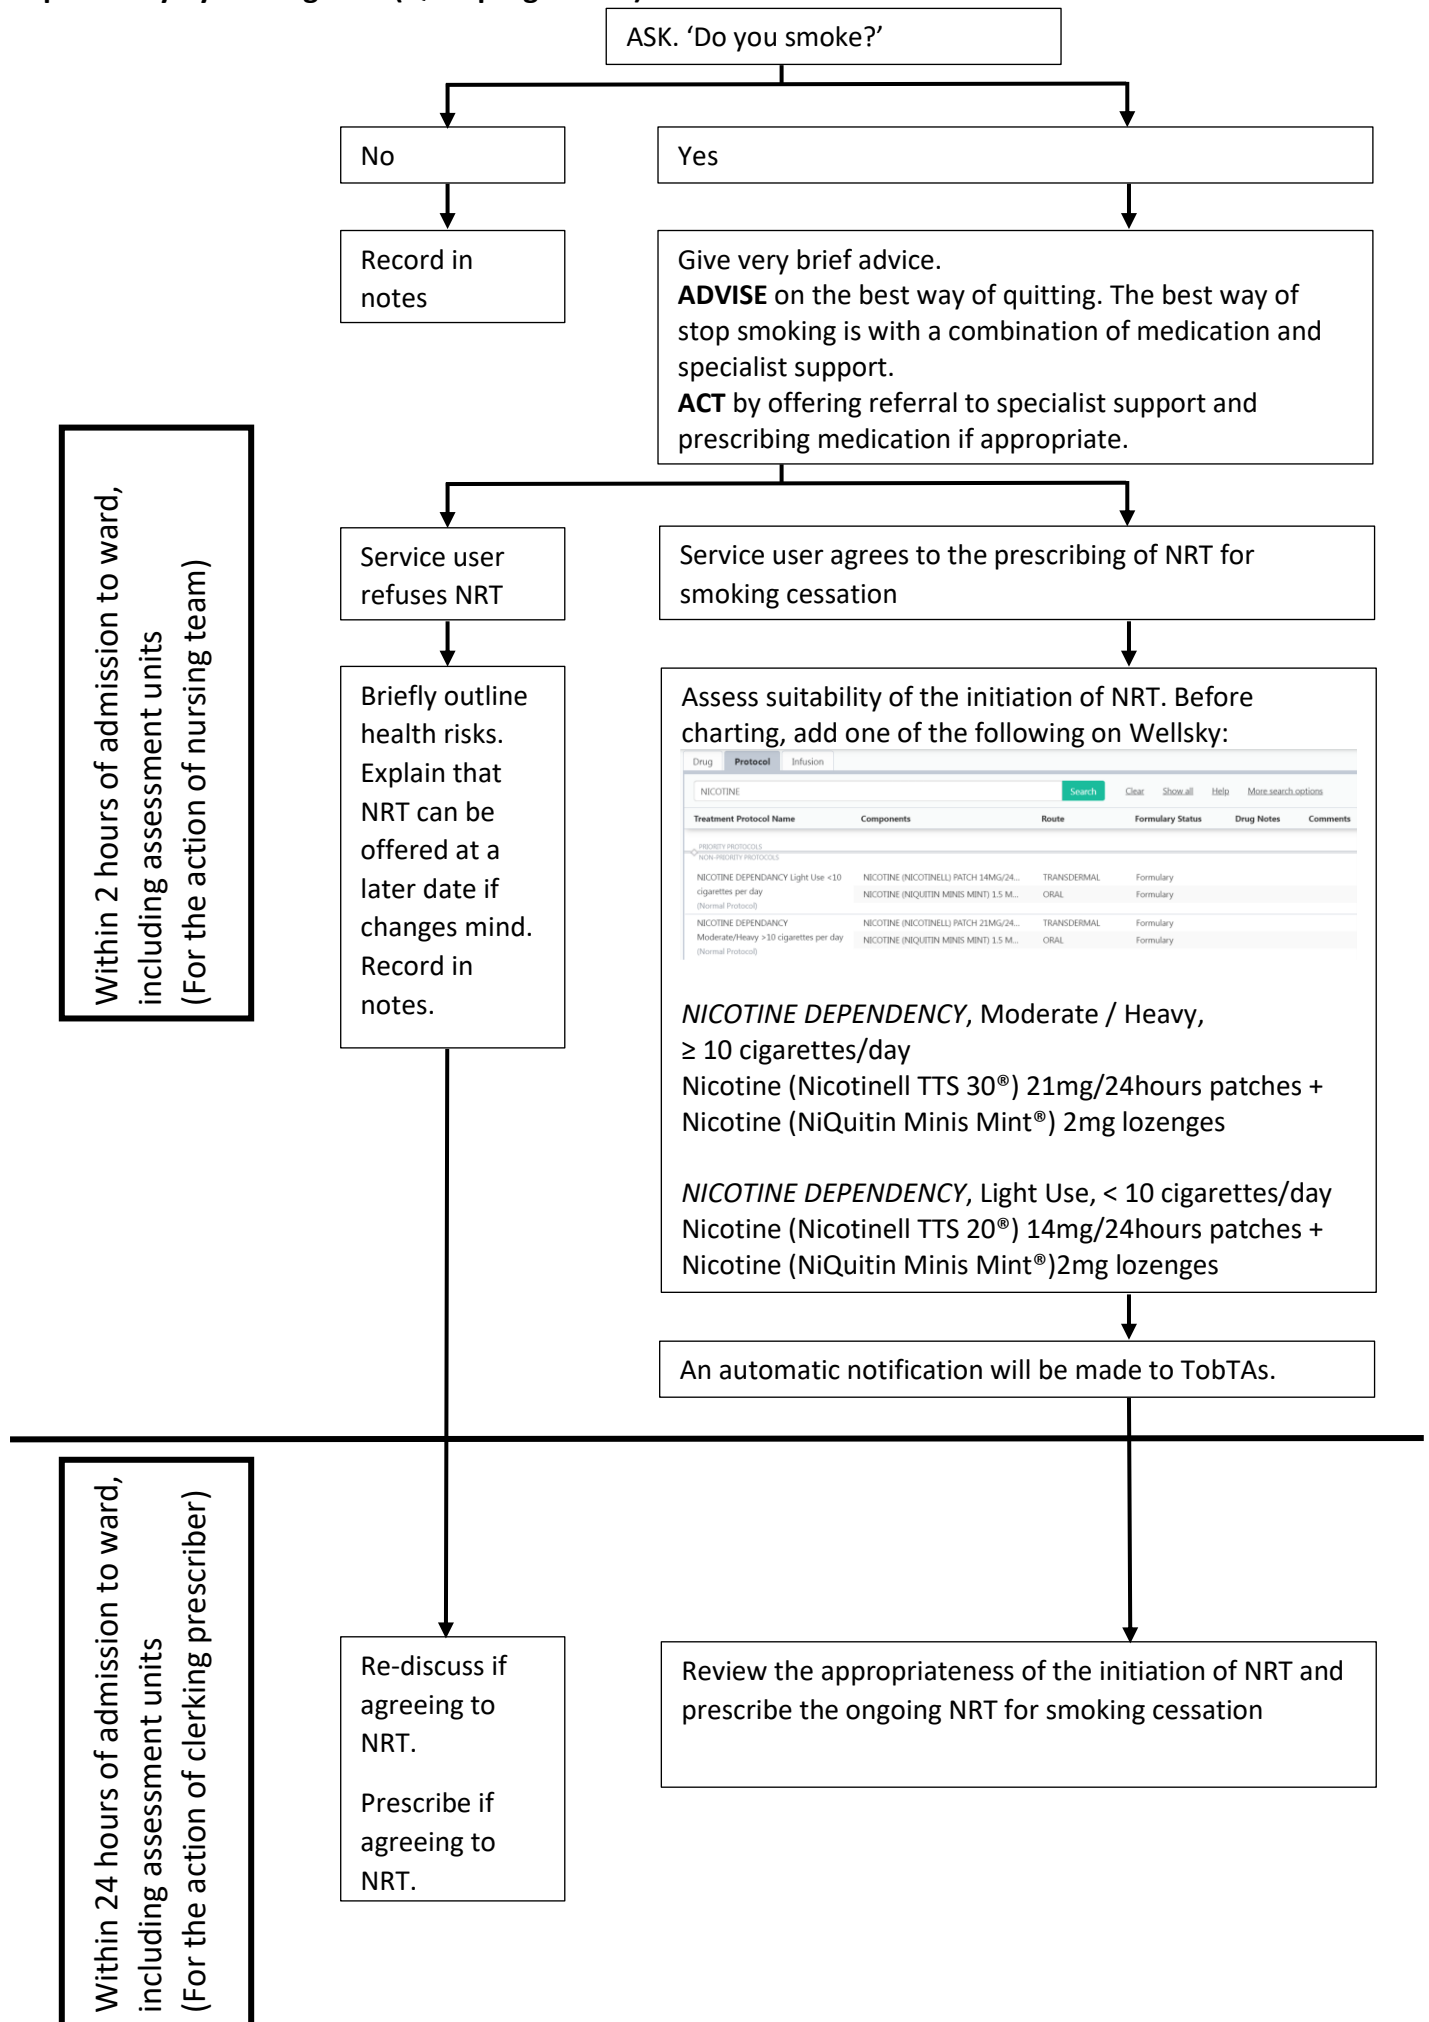 ASK. ‘Do you smoke?’
No
Yes
Record in
notes
Give very brief advice.
ADVISE on the best way of quitting. The best way of
stop smoking is with a combination of medication and
specialist support.
ACT by offering referral to specialist support and
prescribing medication if appropriate.
Within 2 hours of admission to ward,
including assessment units
(For the action of nursing team)
Service user
refuses NRT
Service user agrees to the prescribing of NRT for
smoking cessation
Briefly outline
health risks.
Explain that
NRT can be
offered at a
later date if
changes mind.
Record in
notes.
Assess suitability of the initiation of NRT. Before
charting, add one of the following on Wellsky:
Drug Protocol Infusion
NICOTINE Search Clear Show all Help More search options
Treatment Protocol Name Components Route Formulary Status Drug Notes Comments
PRIORITY PROTOCOLS
NON-PRIORITY PROTOCOLS
NICOTINE DEPENDANCY Light Use <10 NICOTINE (NICOTINELL) PATCH 14MG/24... TRANSDERMAL Formulary
cigarettes per day NICOTINE (NIQUITIN MINIS MINT) 1.5 M... ORAL Formulary
(Normal Protocol)
NICOTINE DEPENDANCY NICOTINE (NICOTINELL) PATCH 21MG/24... TRANSDERMAL Formulary
Moderate/Heavy >10 cigarettes per day NICOTINE (NIQUITIN MINIS MINT) 1.5 M... ORAL Formulary
(Normal Protocol)
NICOTINE DEPENDENCY, Moderate / Heavy,
≥ 10 cigarettes/day
Nicotine (Nicotinell TTS 30®) 21mg/24hours patches +
Nicotine (NiQuitin Minis Mint®) 2mg lozenges
NICOTINE DEPENDENCY, Light Use, < 10 cigarettes/day
Nicotine (Nicotinell TTS 20®) 14mg/24hours patches +
Nicotine (NiQuitin Minis Mint®)2mg lozenges
An automatic notification will be made to TobTAs.
Within 24 hours of admission to ward,
including assessment units
(For the action of clerking prescriber)
Re-discuss if
agreeing to
NRT.
Prescribe if
agreeing to
NRT.
Review the appropriateness of the initiation of NRT and
prescribe the ongoing NRT for smoking cessation